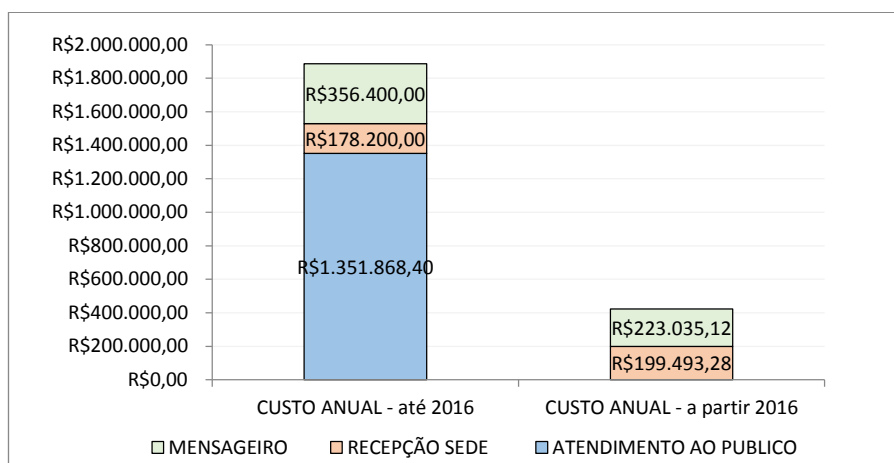 R$2.000.000,00
R$1.800.000,00
R$1.600.000,00
R$1.400.000,00
R$1.200.000,00
R$1.000.000,00
R$800.000,00
R$600.000,00
R$400.000,00
R$200.000,00
R$0,00
R$356.400,00
R$178.200,00
R$1.351.868,40
R$223.035,12
R$199.493,28
CUSTO ANUAL - até 2016
CUSTO ANUAL - a partir 2016
MENSAGEIRO
RECEPÇÃO SEDE
ATENDIMENTO AO PUBLICO